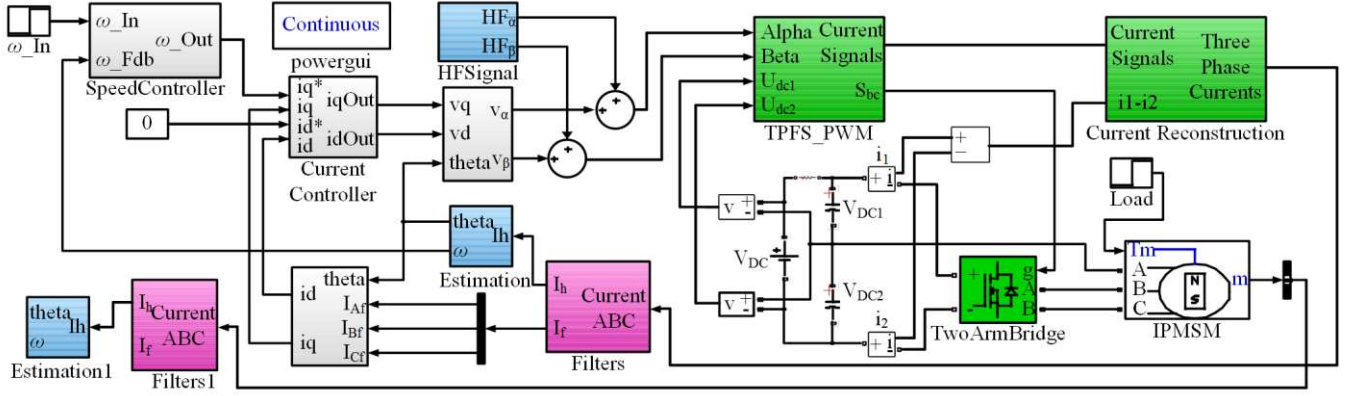 ω_In
ω_In
ω_Fdb
ω_Out
SpeedController
Continuous
powergui
HFα
HFβ
HFSignal
0
iq*
iq
id*
id
iqOut
idOut
Current
Controller
vq
vd
theta
vα
vβ
+
+
+
+
Alpha
Beta
Udc1
Udc2
Current
Signals
Sbc
TPFS_PWM
Current
Signals
i1-i2
Three
Phase
Currents
Current Reconstruction
+
−
i1
+ i
v
+
-
VDC
+
+
VDC1
+
VDC2
v
+
-
i2
+ i
+
-
g
A
B
TwoArmBridge
Load
Tm
A
B
C
N
S
m
IPMSM
theta
Ih
ω
Estimation
theta
IAf
IBf
ICf
id
iq
Ih
If
Current
ABC
Filters
theta
Ih
ω
Estimation1
Ih
If
Current
ABC
Filters1